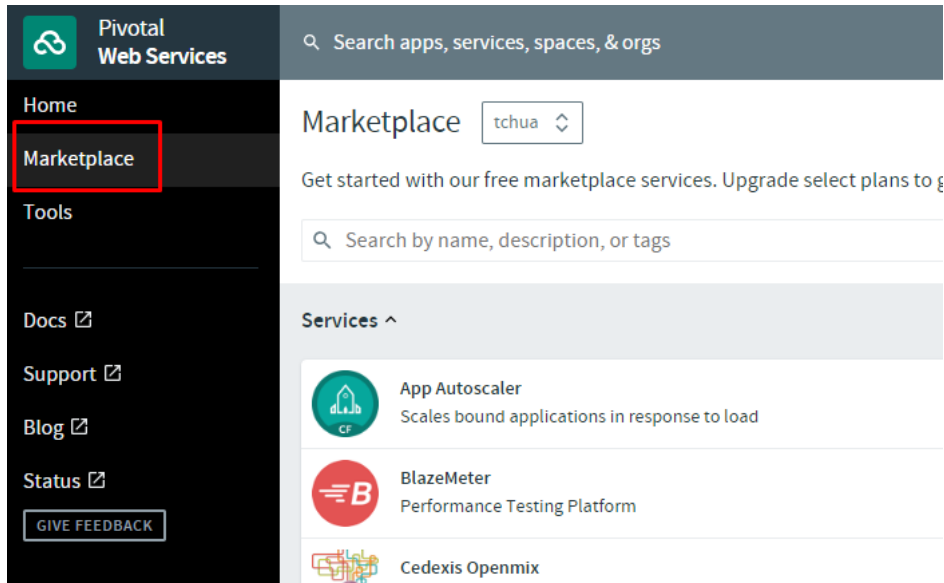 Pivotal
Web Services
Search apps, services, spaces, & orgs
Home
Marketplace
Tools
Docs
Support
Blog
Status
GIVE FEEDBACK
Marketplace
tchua
Get started with our free marketplace services. Upgrade select plans to
Search by name, description, or tags
Services
CF
App Autoscaler
Scales bound applications in response to load
B
BlazeMeter
Performance Testing Platform
Cedexis Openmix